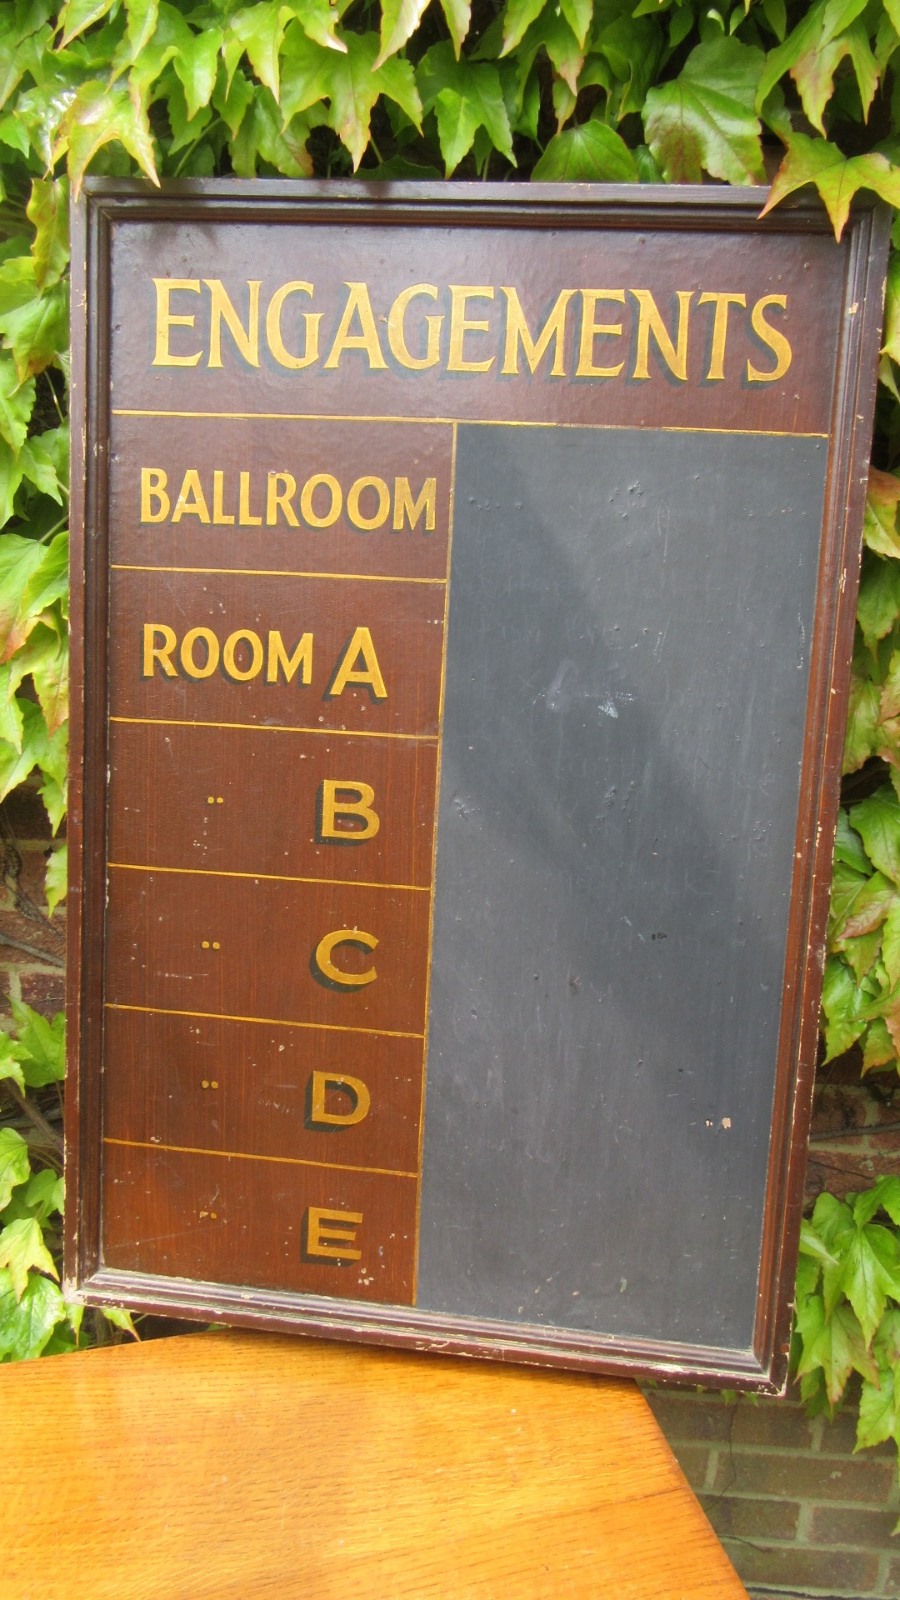 ENGAGEMENTS
BALLROOM
ROOM A
" B
" C
" D
" E